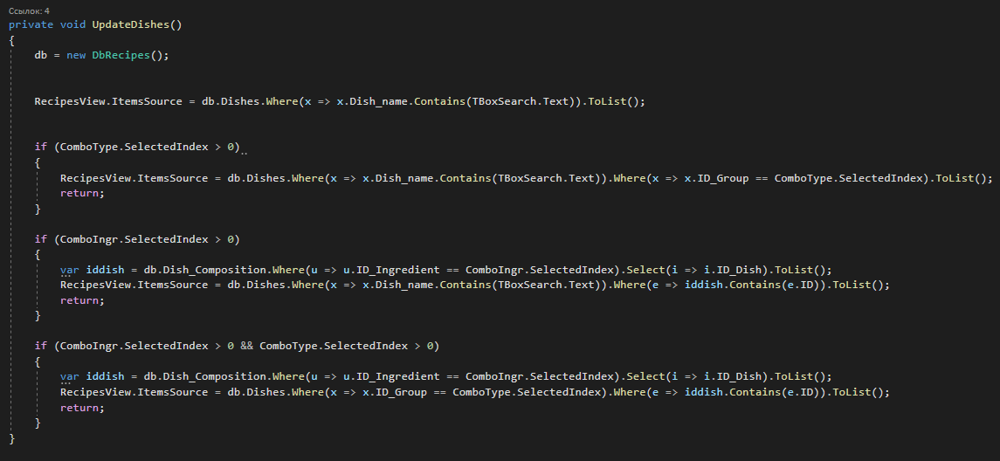 Ссылок: 4
private void UpdateDishes()
{
db = new DbRecipes();
RecipesView.ItemsSource = db.Dishes.Where(x => x.Dish_name.Contains(TBoxSearch.Text)).ToList();
if (ComboType.SelectedIndex > 0)
{
RecipesView.ItemsSource = db.Dishes.Where(x => x.Dish_name.Contains(TBoxSearch.Text)).Where(x => x.ID_Group == ComboType.SelectedIndex).ToList();
return;
}
if (ComboIngr.SelectedIndex > 0)
{
var iddish = db.Dish_Composition.Where(u => u.ID_Ingredient == ComboIngr.SelectedIndex).Select(i => i.ID_Dish).ToList();
RecipesView.ItemsSource = db.Dishes.Where(x => x.Dish_name.Contains(TBoxSearch.Text)).Where(e => iddish.Contains(e.ID)).ToList();
return;
}
if (ComboIngr.SelectedIndex > 0 && ComboType.SelectedIndex > 0)
{
var iddish = db.Dish_Composition.Where(u => u.ID_Ingredient == ComboIngr.SelectedIndex).Select(i => i.ID_Dish).ToList();
RecipesView.ItemsSource = db.Dishes.Where(x => x.ID_Group == ComboType.SelectedIndex).Where(e => iddish.Contains(e.ID)).ToList();
return;
}
}